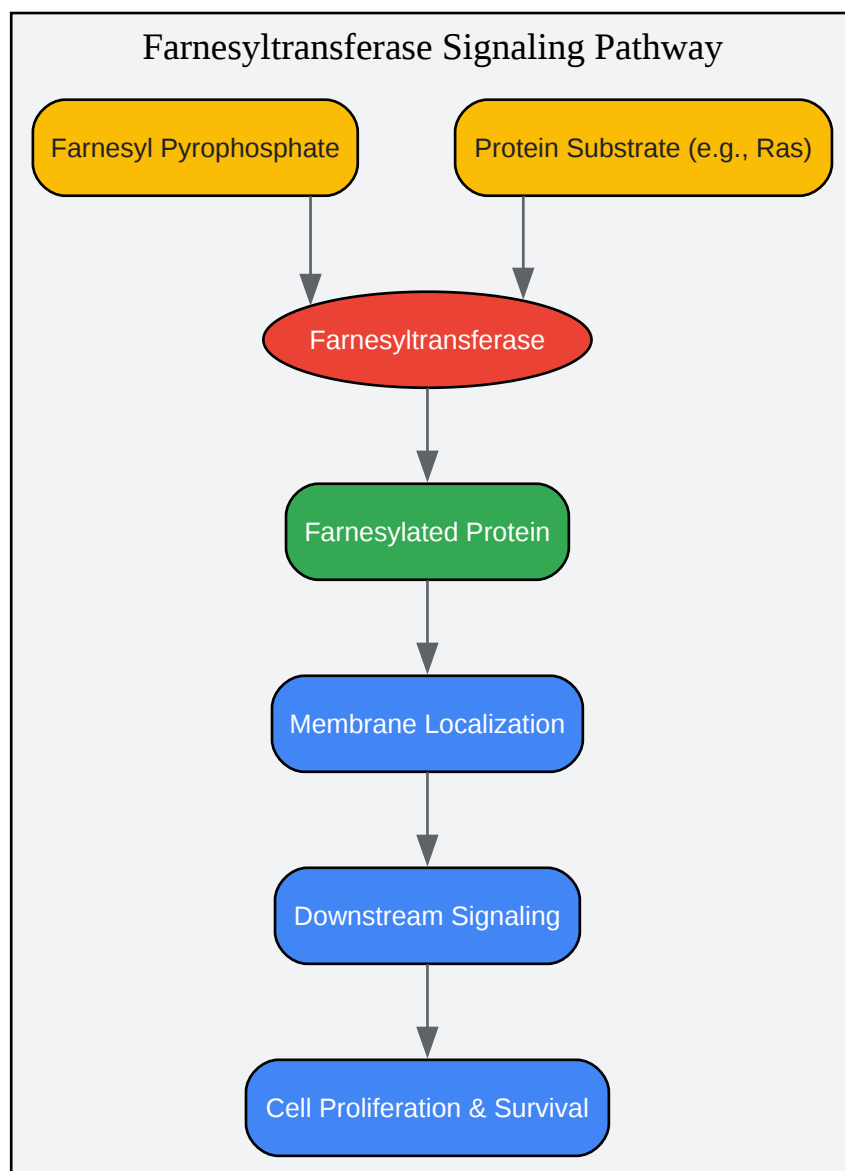 Farnesyltransferase Signaling Pathway
Farnesyl Pyrophosphate
Protein Substrate (e.g., Ras)
Farnesyltransferase
Farnesylated Protein
Membrane Localization
Downstream Signaling
Cell Proliferation & Survival